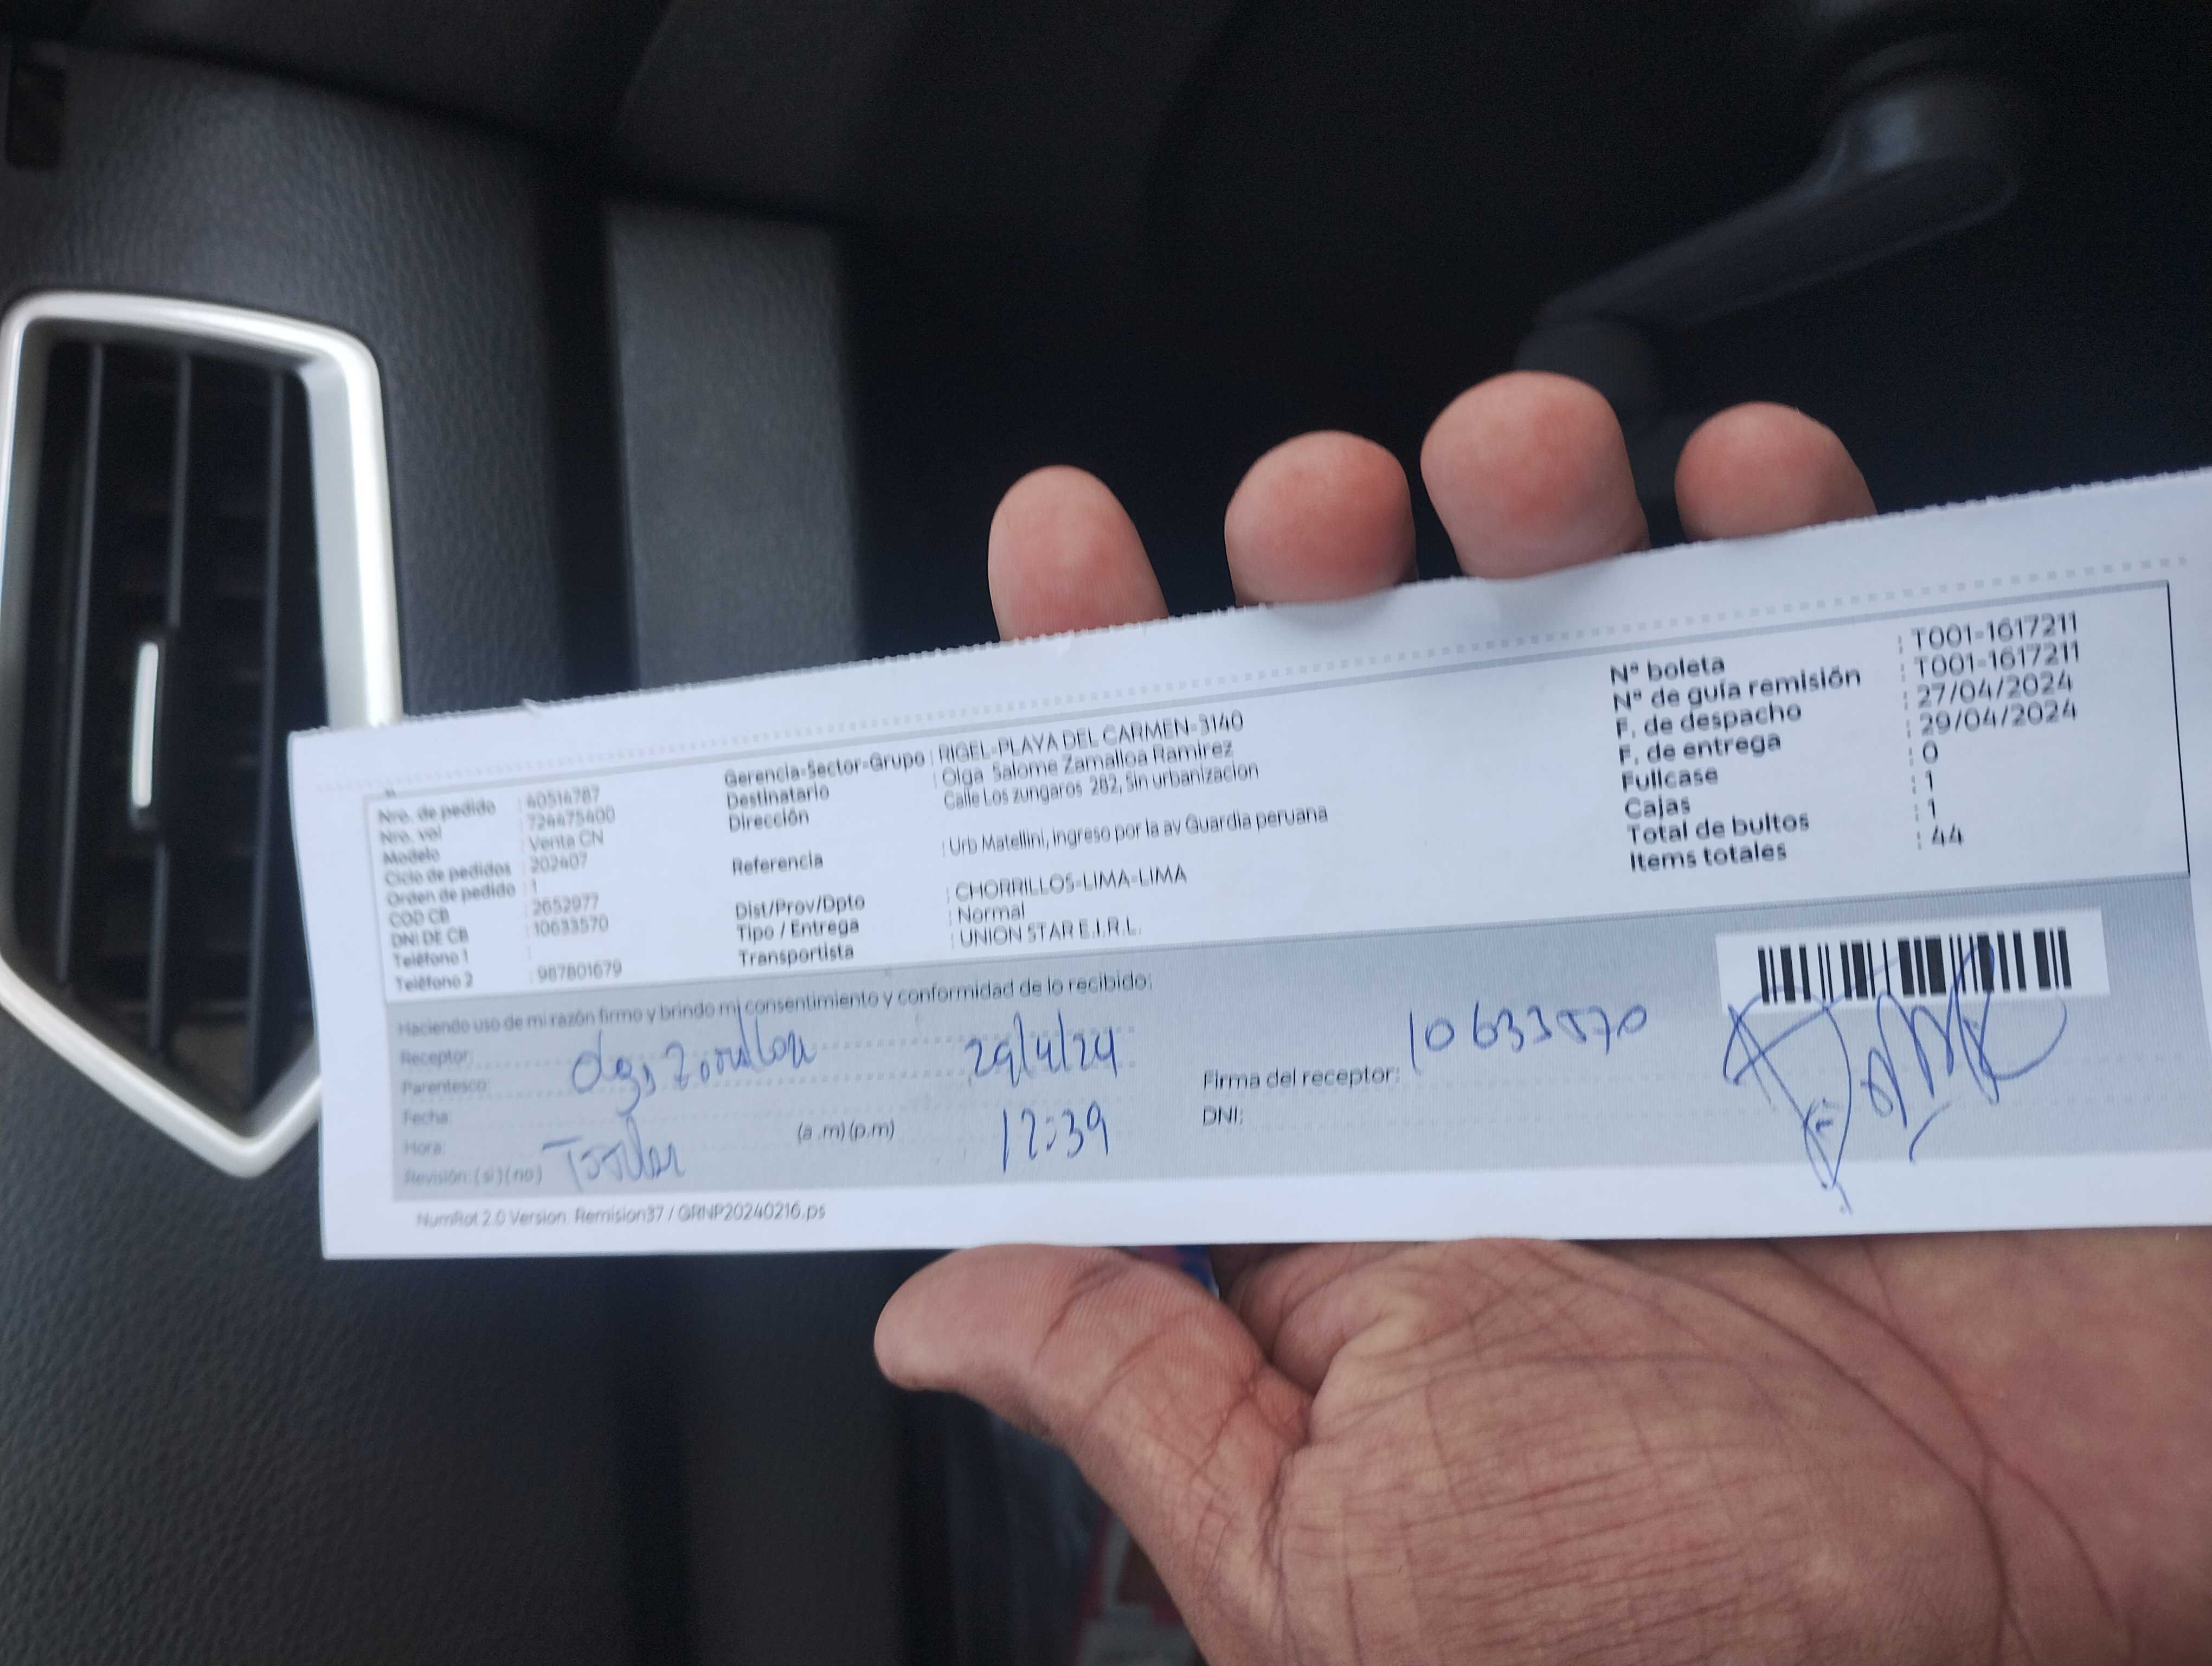 Nro. de pedido : 40514787
Nro. vol : 724475400
Modelo : Venta CN
Ciclo de pedidos : 202407
Orden de pedido : 1
COD CB : 2652977
DNI DE CB : 10633570
Teléfono 1 :
Teléfono 2 : 987801679
Gerencia-Sector-Grupo : RIGEL-PLAYA DEL CARMEN-3140
Destinatario : Olga Salome Zamalloa Ramirez
Dirección : Calle Los zungaros 282, Sin urbanizacion
Referencia : Urb Matellini, ingreso por la av Guardia peruana
Dist/Prov/Dpto : CHORRILLOS-LIMA-LIMA
Tipo / Entrega : Normal
Transportista : UNION STAR E.I.R.L.
N° boleta : T001-1617211
N° de guía remisión : T001-1617211
F. de despacho : 27/04/2024
F. de entrega : 29/04/2024
Fullcase : 0
Cajas : 1
Total de bultos : 1
Items totales : 44
Haciendo uso de mi razón firmo y brindo mi consentimiento y conformidad de lo recibido:
Receptor:
Parentesco:
Fecha: 29/4/24
Hora: (a.m) (p.m) 12:39
Revisión: (si) (no)
Firma del receptor: 10633570
DNI:
NumRot 2.0 Version: Remision37 / GRNP20240216.ps